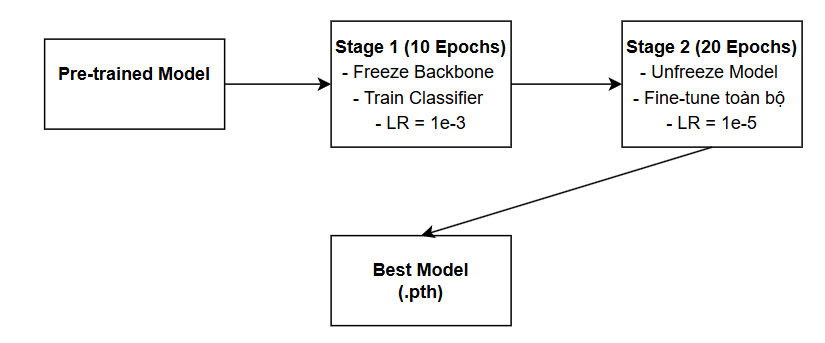 Pre-trained Model
Stage 1 (10 Epochs)
- Freeze Backbone
- Train Classifier
- LR = 1e-3
Stage 2 (20 Epochs)
- Unfreeze Model
- Fine-tune toàn bộ
- LR = 1e-5
Best Model
(.pth)